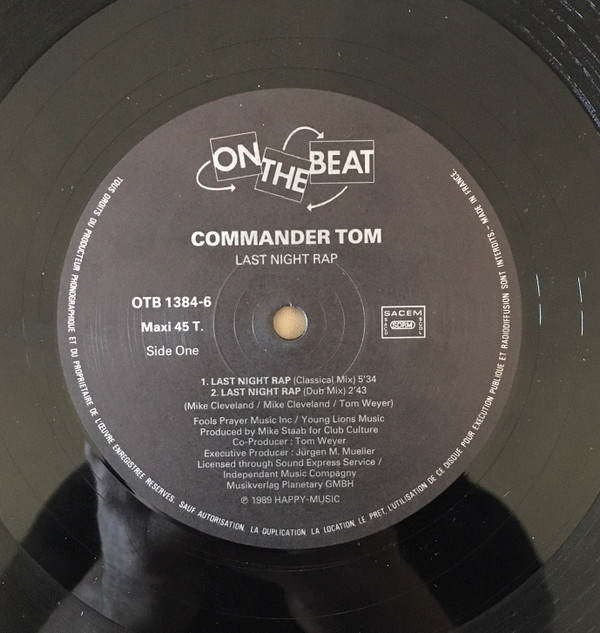 ON
THE
BEAT
COMMANDER TOM
LAST NIGHT RAP
OTB 1384-6
Maxi 45 T.
Side One
SACEM
SDRM
SACD
SGDL
1. LAST NIGHT RAP (Classical Mix) 5'34
2. LAST NIGHT RAP (Dub Mix) 2'43
(Mike Cleveland / Mike Cleveland / Tom Weyer)
Fools Prayer Music Inc / Young Lions Music
Produced by Mike Staab for Club Culture
Co-Producer : Tom Weyer
Executive Producer : Jürgen M. Mueller
Licensed through Sound Express Service /
Independant Music Compagny
Musikverlag Planetary GMBH
℗ 1989 HAPPY-MUSIC
TOUS DROITS DU PRODUCTEUR PHONOGRAPHIQUE ET DU PROPRIETAIRE DE L'ŒUVRE ENREGISTREE RESERVES. SAUF AUTORISATION, LA DUPLICATION, LA LOCATION, LE PRET, L'UTILISATION DE CE DISQUE POUR EXECUTION PUBLIQUE ET RADIODIFFUSION SONT INTERDITS - MADE IN FRANCE.